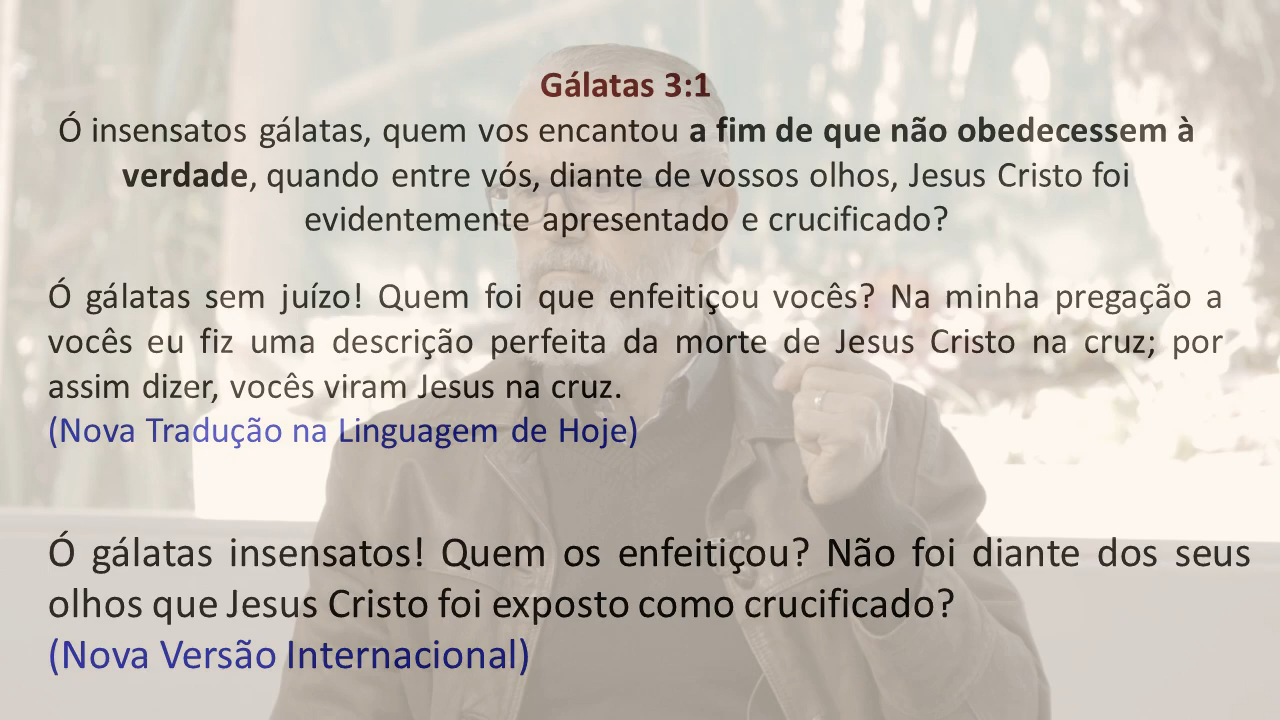 Gálatas 3:1
Ó insensatos gálatas, quem vos encantou a fim de que não obedecessem à
verdade, quando entre vós, diante de vossos olhos, Jesus Cristo foi
evidentemente apresentado e crucificado?
Ó gálatas sem juízo! Quem foi que enfeitiçou vocês? Na minha pregação a
vocês eu fiz uma descrição perfeita da morte de Jesus Cristo na cruz; por
assim dizer, vocês viram Jesus na cruz.
(Nova Tradução na Linguagem de Hoje)
Ó gálatas insensatos! Quem os enfeitiçou? Não foi diante dos seus
olhos que Jesus Cristo foi exposto como crucificado?
(Nova Versão Internacional)